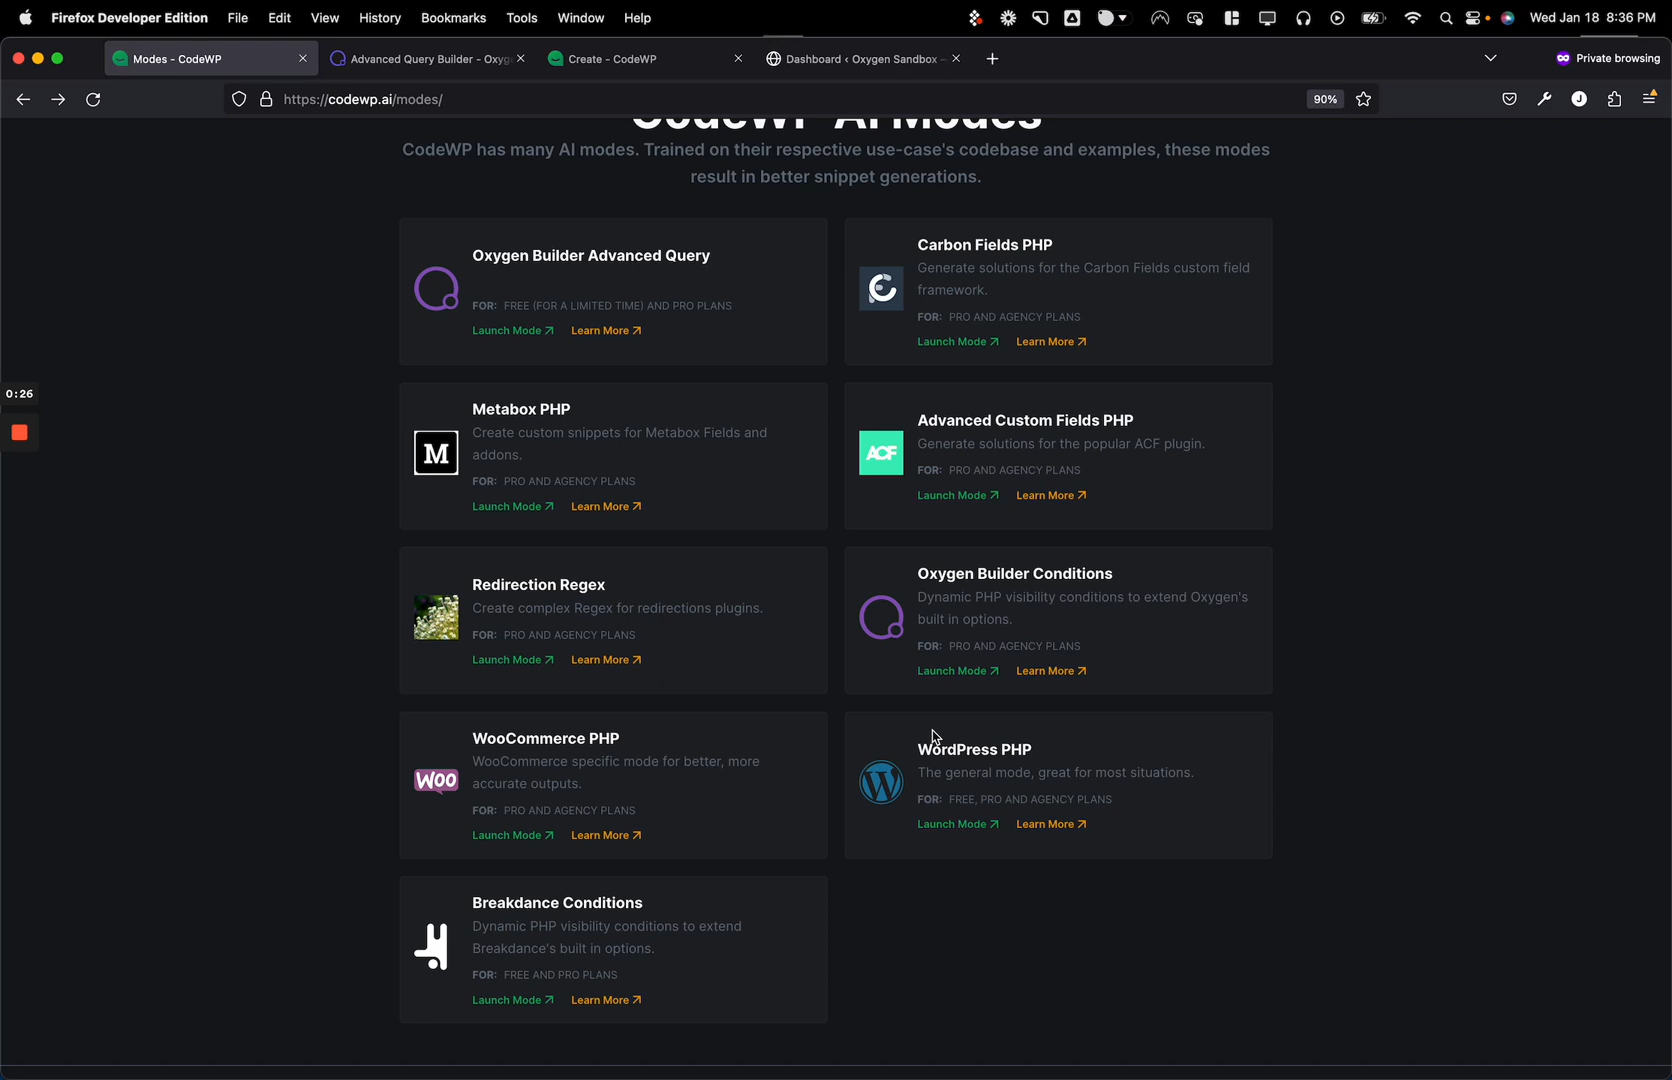 Firefox Developer Edition File Edit View History Bookmarks Tools Window Help Wed Jan 18 8:36 PM
Modes - CodeWP Advanced Query Builder - Oxyg Create - CodeWP Dashboard ‹ Oxygen Sandbox — Private browsing
https://codewp.ai/modes/ 90% J
CodeWP AI Modes
CodeWP has many AI modes. Trained on their respective use-case's codebase and examples, these modes
result in better snippet generations.
Oxygen Builder Advanced Query
FOR: FREE (FOR A LIMITED TIME) AND PRO PLANS
Launch Mode Learn More
Carbon Fields PHP
Generate solutions for the Carbon Fields custom field
framework.
FOR: PRO AND AGENCY PLANS
Launch Mode Learn More
0:26
M
Metabox PHP
Create custom snippets for Metabox Fields and
addons.
FOR: PRO AND AGENCY PLANS
Launch Mode Learn More
ACF
Advanced Custom Fields PHP
Generate solutions for the popular ACF plugin.
FOR: PRO AND AGENCY PLANS
Launch Mode Learn More
Redirection Regex
Create complex Regex for redirections plugins.
FOR: PRO AND AGENCY PLANS
Launch Mode Learn More
Oxygen Builder Conditions
Dynamic PHP visibility conditions to extend Oxygen's
built in options.
FOR: PRO AND AGENCY PLANS
Launch Mode Learn More
WOO
WooCommerce PHP
WooCommerce specific mode for better, more
accurate outputs.
FOR: PRO AND AGENCY PLANS
Launch Mode Learn More
WordPress PHP
The general mode, great for most situations.
FOR: FREE, PRO AND AGENCY PLANS
Launch Mode Learn More
Breakdance Conditions
Dynamic PHP visibility conditions to extend
Breakdance's built in options.
FOR: FREE AND PRO PLANS
Launch Mode Learn More